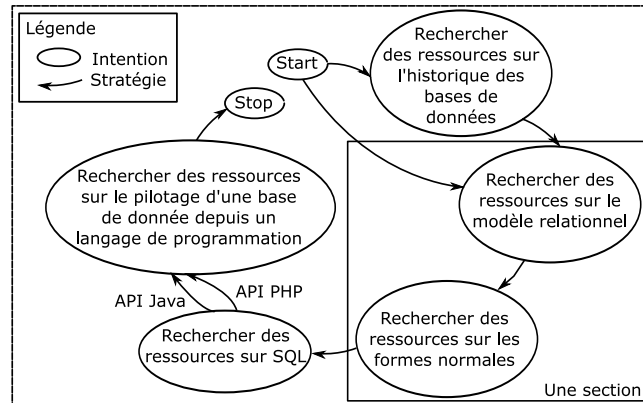 Légende
Intention
Stratégie
Start
Stop
Rechercher
des ressources sur
l'historique des
bases de
données
Rechercher des
ressources sur le
modèle relationnel
Rechercher des ressources
sur le pilotage d'une base
de donnée depuis un
langage de programmation
API Java
API PHP
Rechercher des
ressources sur SQL
Rechercher des
ressources sur les
formes normales
Une section